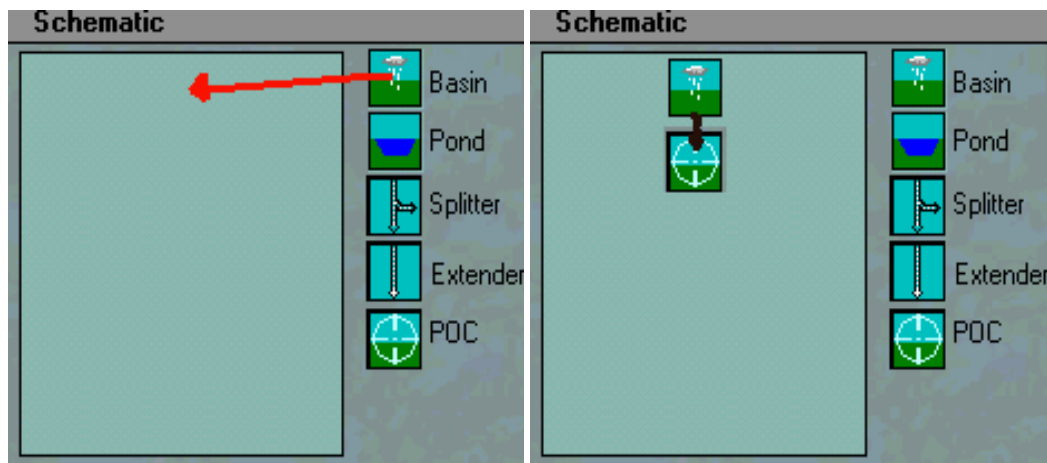 Schematic
Basin
Pond
Splitter
Extender
POC
Schematic
Basin
Pond
Splitter
Extender
POC